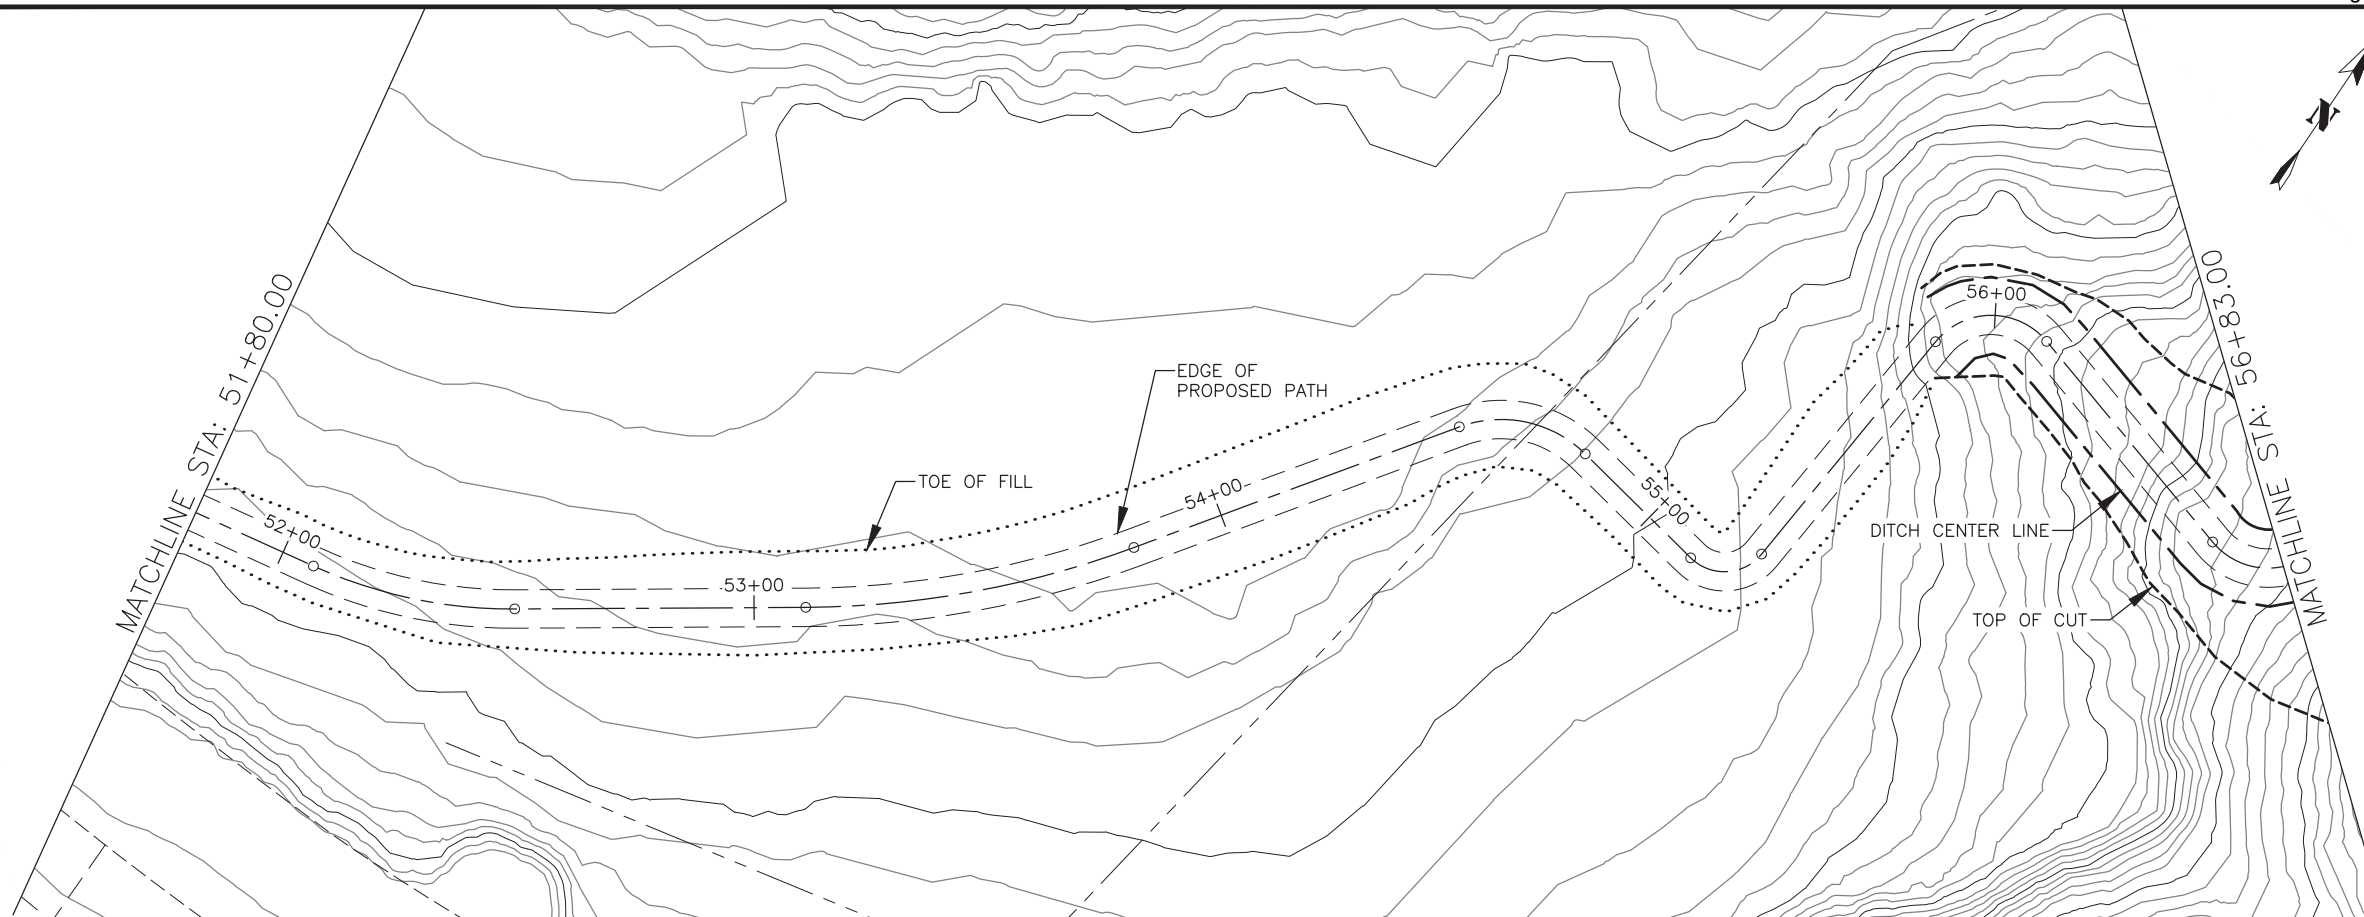 N
MATCHLINE STA: 51+80.00
52+00
53+00
54+00
55+00
56+00
TOE OF FILL
EDGE OF
PROPOSED PATH
DITCH CENTER LINE
TOP OF CUT
MATCHLINE STA: 56+83.00